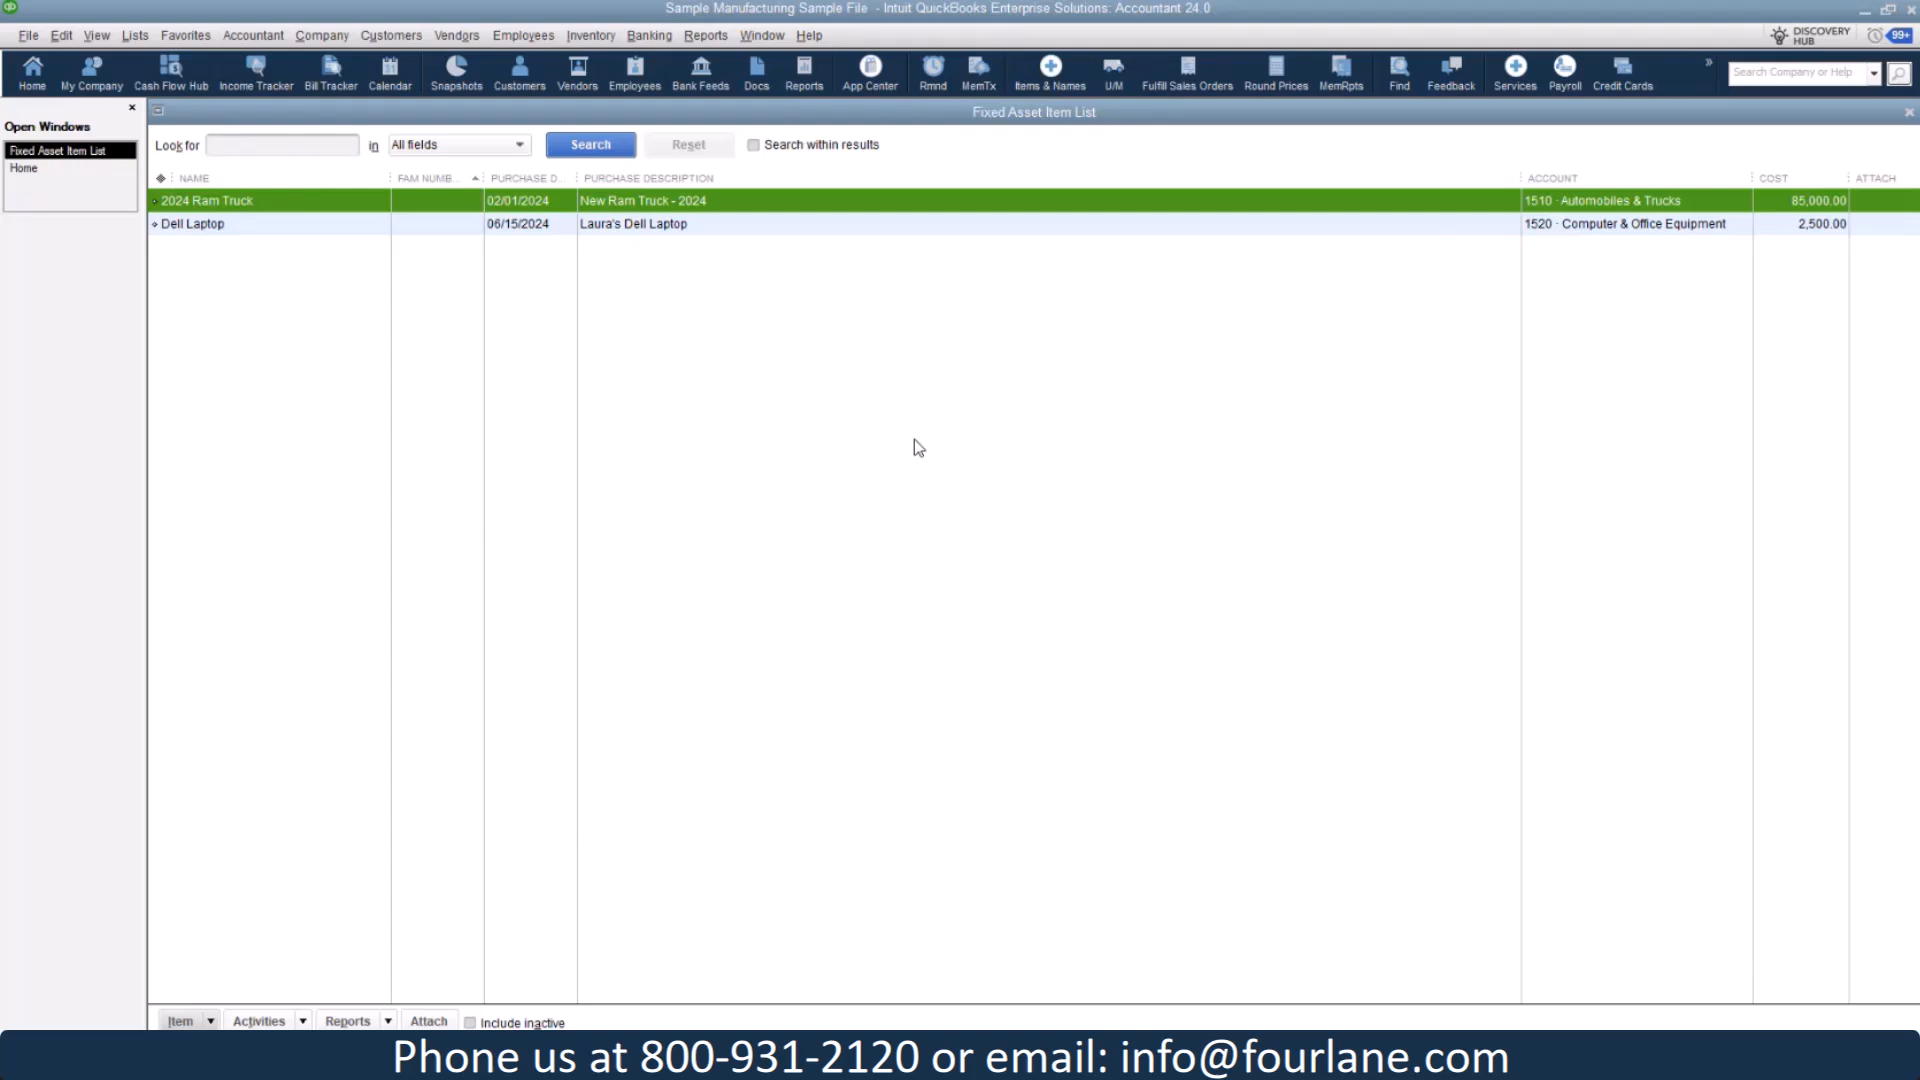 Sample Manufacturing Sample File - Intuit QuickBooks Enterprise Solutions: Accountant 24.0
File Edit View Lists Favorites Accountant Company Customers Vendors Employees Inventory Banking Reports Window Help
DISCOVERY HUB 99+
Home My Company Cash Flow Hub Income Tracker Bill Tracker Calendar Snapshots Customers Vendors Employees Bank Feeds Docs Reports App Center Rmnd MemTx Items & Names U/M Fulfill Sales Orders Round Prices MemRpts Find Feedback Services Payroll Credit Cards » Search Company or Help
Open Windows
Fixed Asset Item List
Home
Fixed Asset Item List
Look for in All fields Search Reset Search within results
NAME FAM NUMB... PURCHASE D... PURCHASE DESCRIPTION ACCOUNT COST ATTACH
2024 Ram Truck 02/01/2024 New Ram Truck - 2024 1510 · Automobiles & Trucks 85,000.00
Dell Laptop 06/15/2024 Laura's Dell Laptop 1520 · Computer & Office Equipment 2,500.00
Item Activities Reports Attach Include inactive
Phone us at 800-931-2120 or email: info@fourlane.com